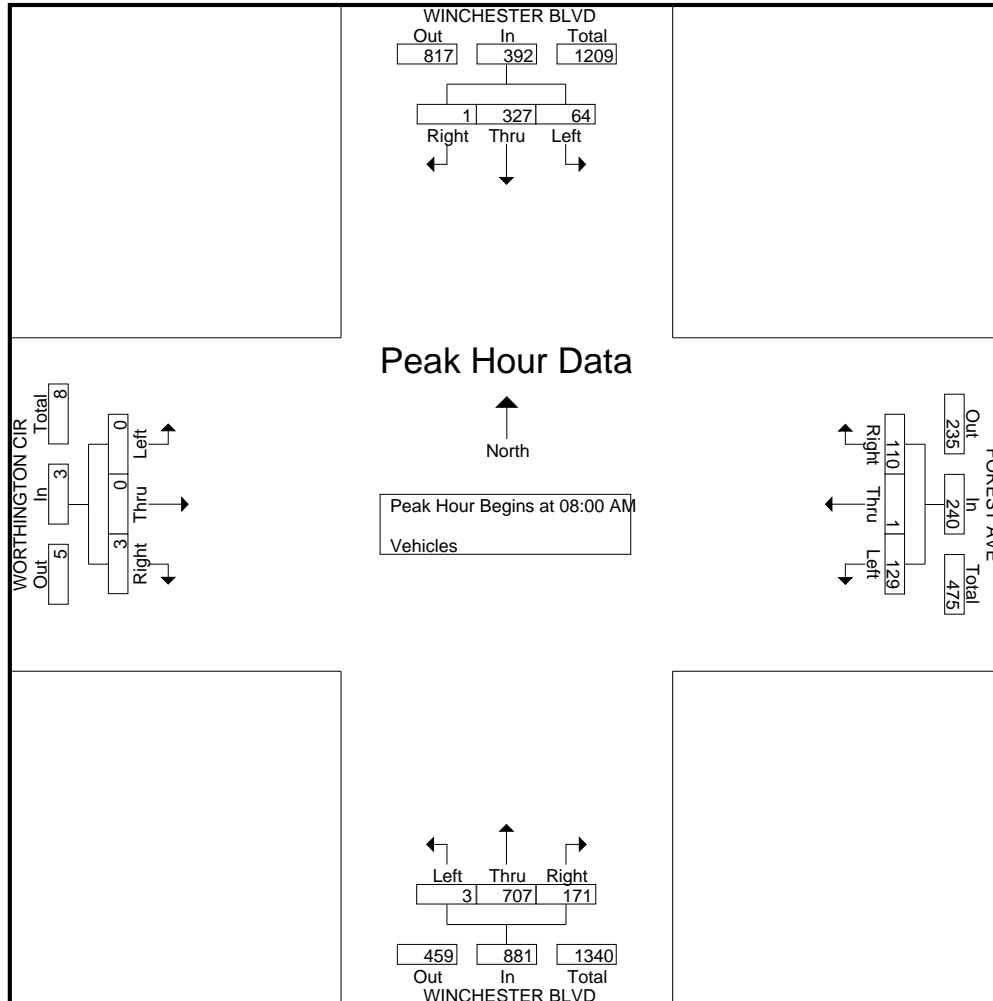 WINCHESTER BLVD
Out In Total
817 392 1209
1 327 64
Right Thru Left
Peak Hour Data
North
Peak Hour Begins at 08:00 AM
Vehicles
WORTHINGTON CIR
Total In Out
8 3 5
0 0 3
Left Thru Right
FOREST AVE
Out In Total
235 240 475
110 1 129
Right Thru Left
Left Thru Right
3 707 171
459 881 1340
Out In Total
WINCHESTER BLVD